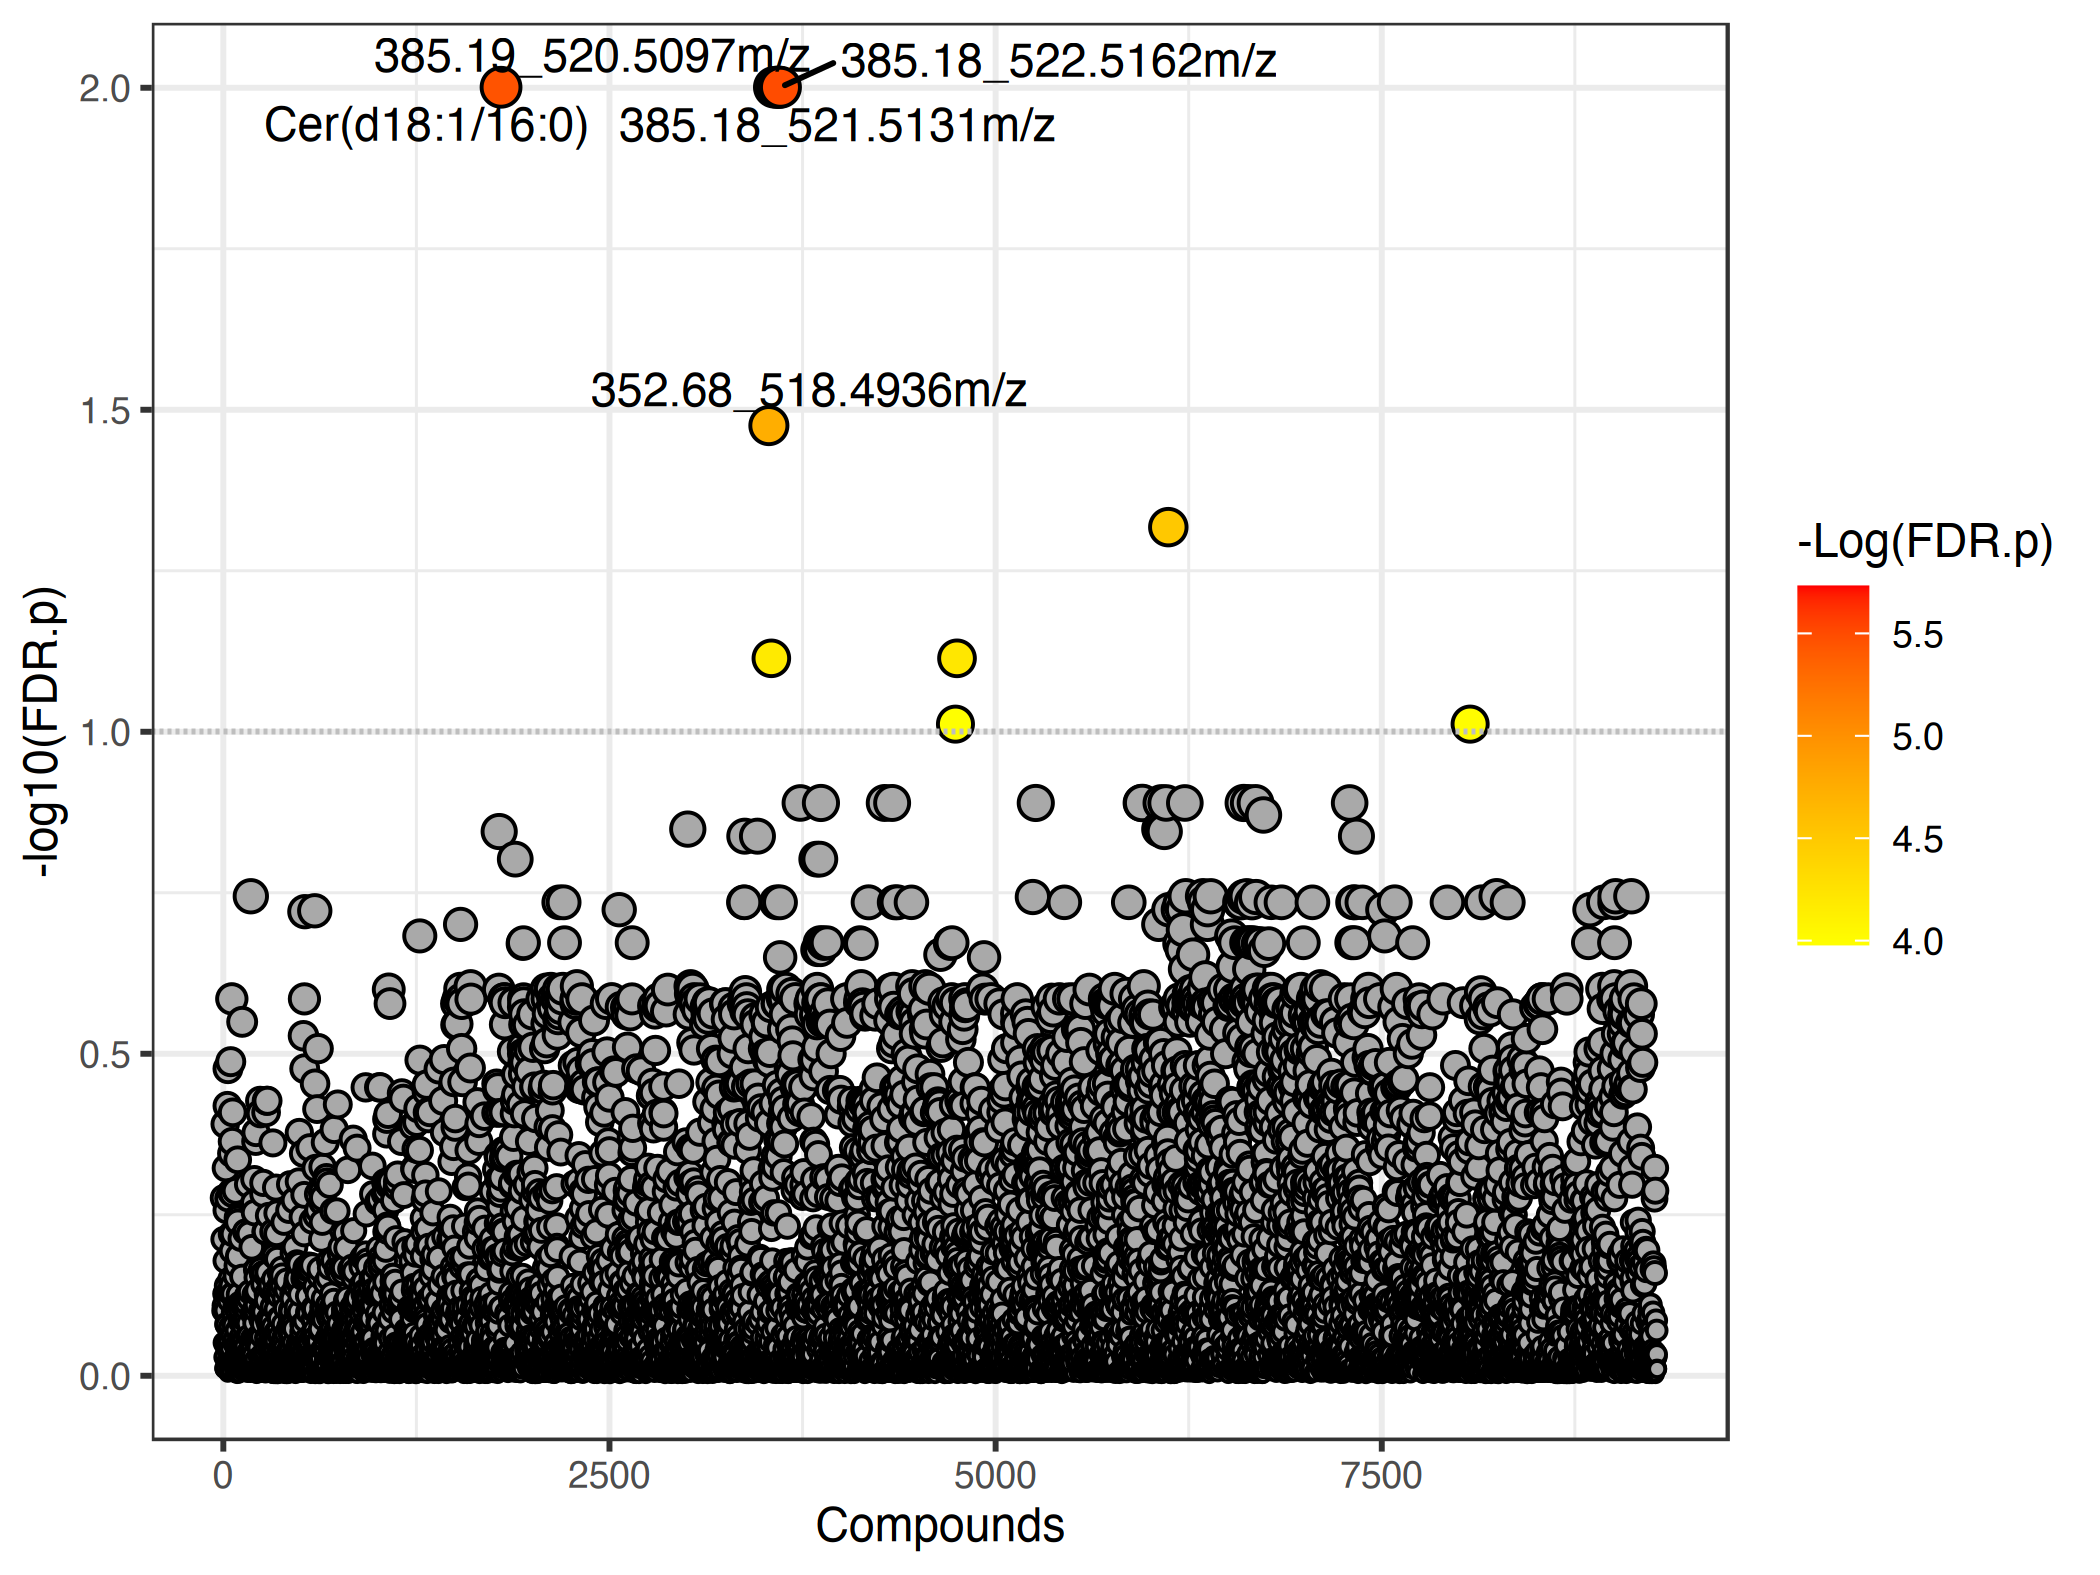 385.19_520.5097m/z
385.18_522.5162m/z
Cer(d18:1/16:0)
385.18_521.5131m/z
352.68_518.4936m/z
2.0
1.5
1.0
0.5
0.0
-log10(FDR.p)
0
2500
5000
7500
Compounds
-Log(FDR.p)
5.5
5.0
4.5
4.0